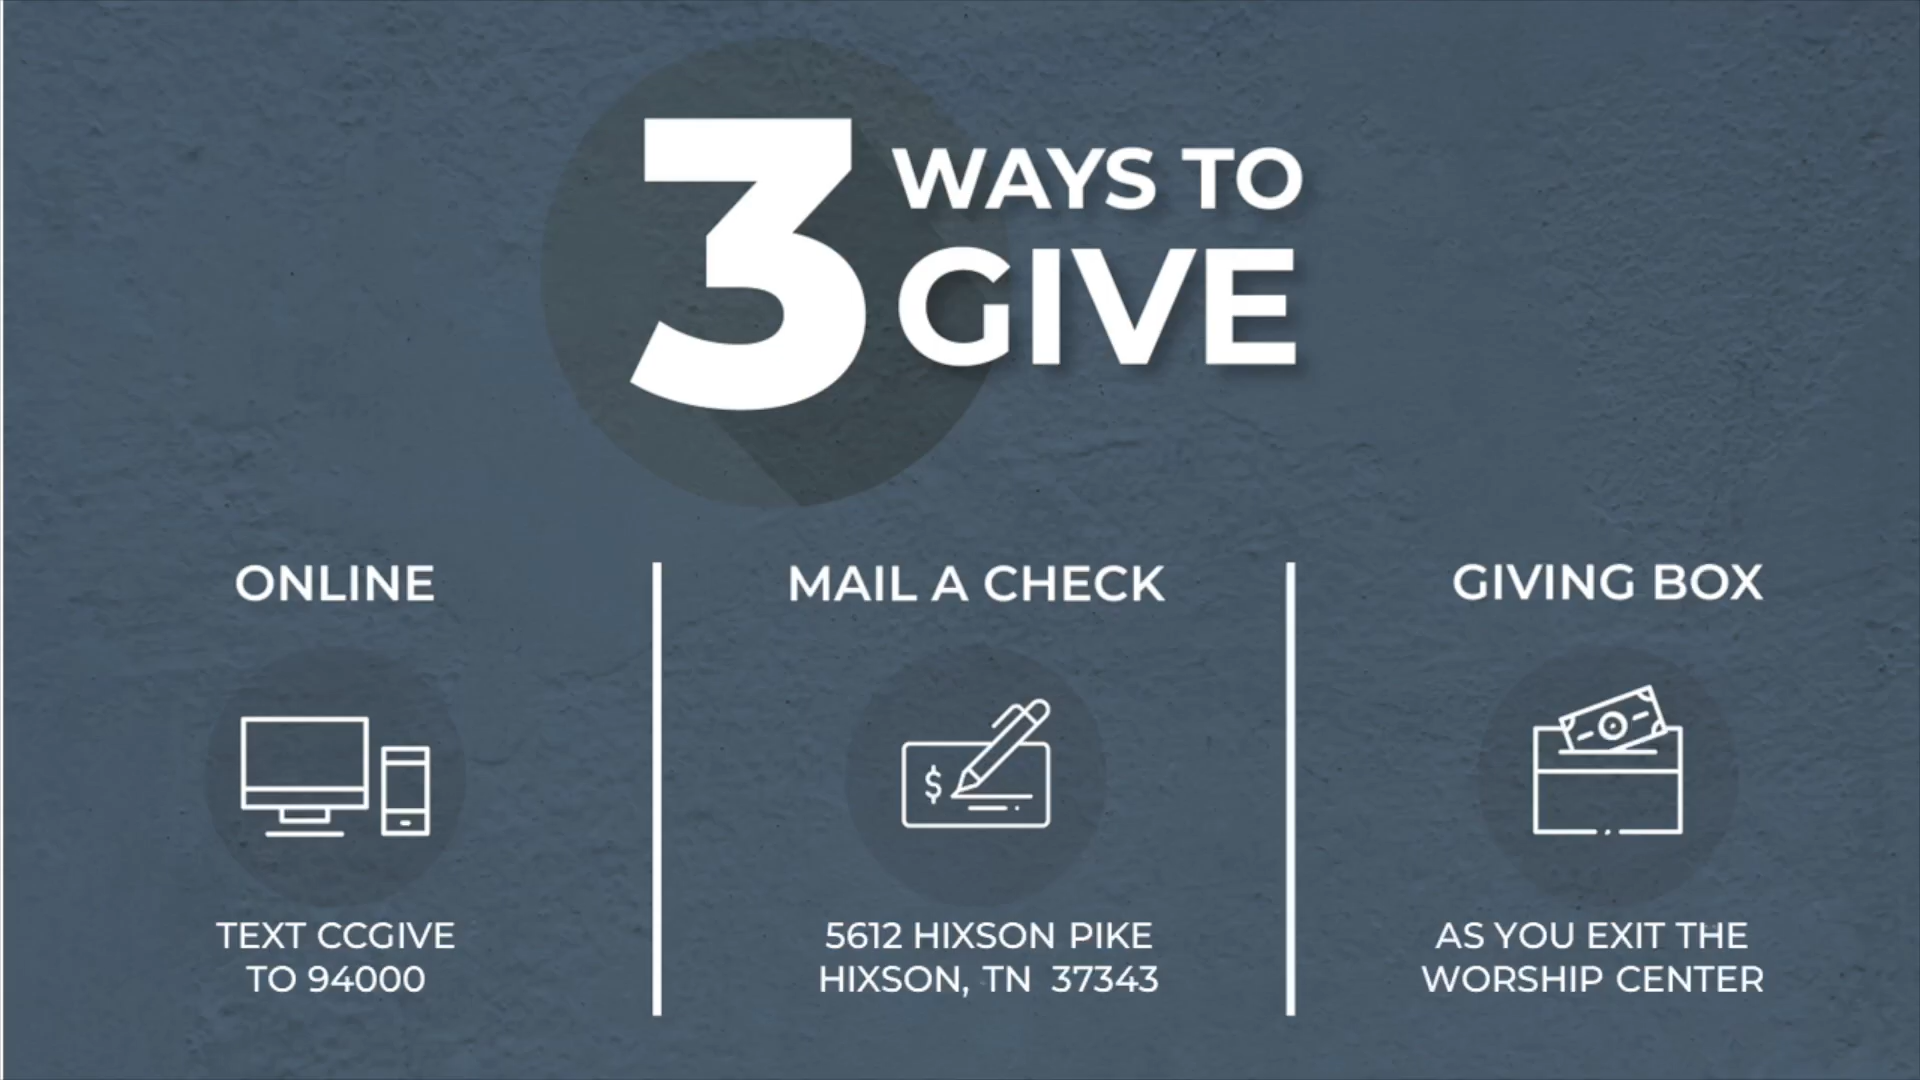 3 WAYS TO
GIVE
ONLINE
TEXT CCGIVE
TO 94000
MAIL A CHECK
$
5612 HIXSON PIKE
HIXSON, TN 37343
GIVING BOX
AS YOU EXIT THE
WORSHIP CENTER